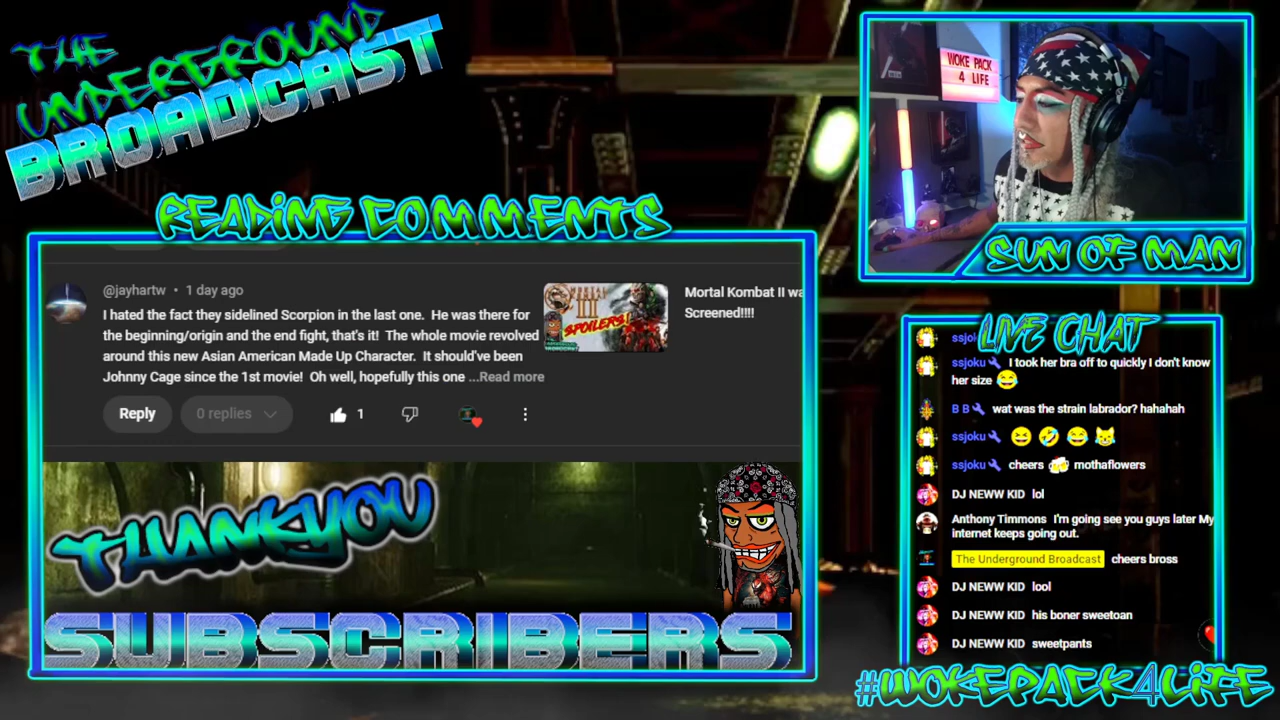 THE
UNDERGROUND
BROADCAST
READING COMMENTS
@jayhartw • 1 day ago
I hated the fact they sidelined Scorpion in the last one. He was there for
the beginning/origin and the end fight, that's it! The whole movie revolved
around this new Asian American Made Up Character. It should've been
Johnny Cage since the 1st movie! Oh well, hopefully this one ...Read more
SPOILERS!
Mortal Kombat II wa
Screened!!!!
Reply
0 replies
1
THANKYOU
SUBSCRIBERS
WOKE PACK
4 LIFE
SUN OF MAN
LIVE CHAT
ssjo
ssjoku I took her bra off to quickly I don't know
her size
B B wat was the strain labrador? hahahah
ssjoku 😆 🤣 😂 😹
ssjoku cheers 🍻 mothaflowers
DJ NEWW KID lol
Anthony Timmons I'm going see you guys later My
internet keeps going out.
The Underground Broadcast cheers bross
DJ NEWW KID lool
DJ NEWW KID his boner sweetoan
DJ NEWW KID sweetpants
#WOKEPACK4LIFE